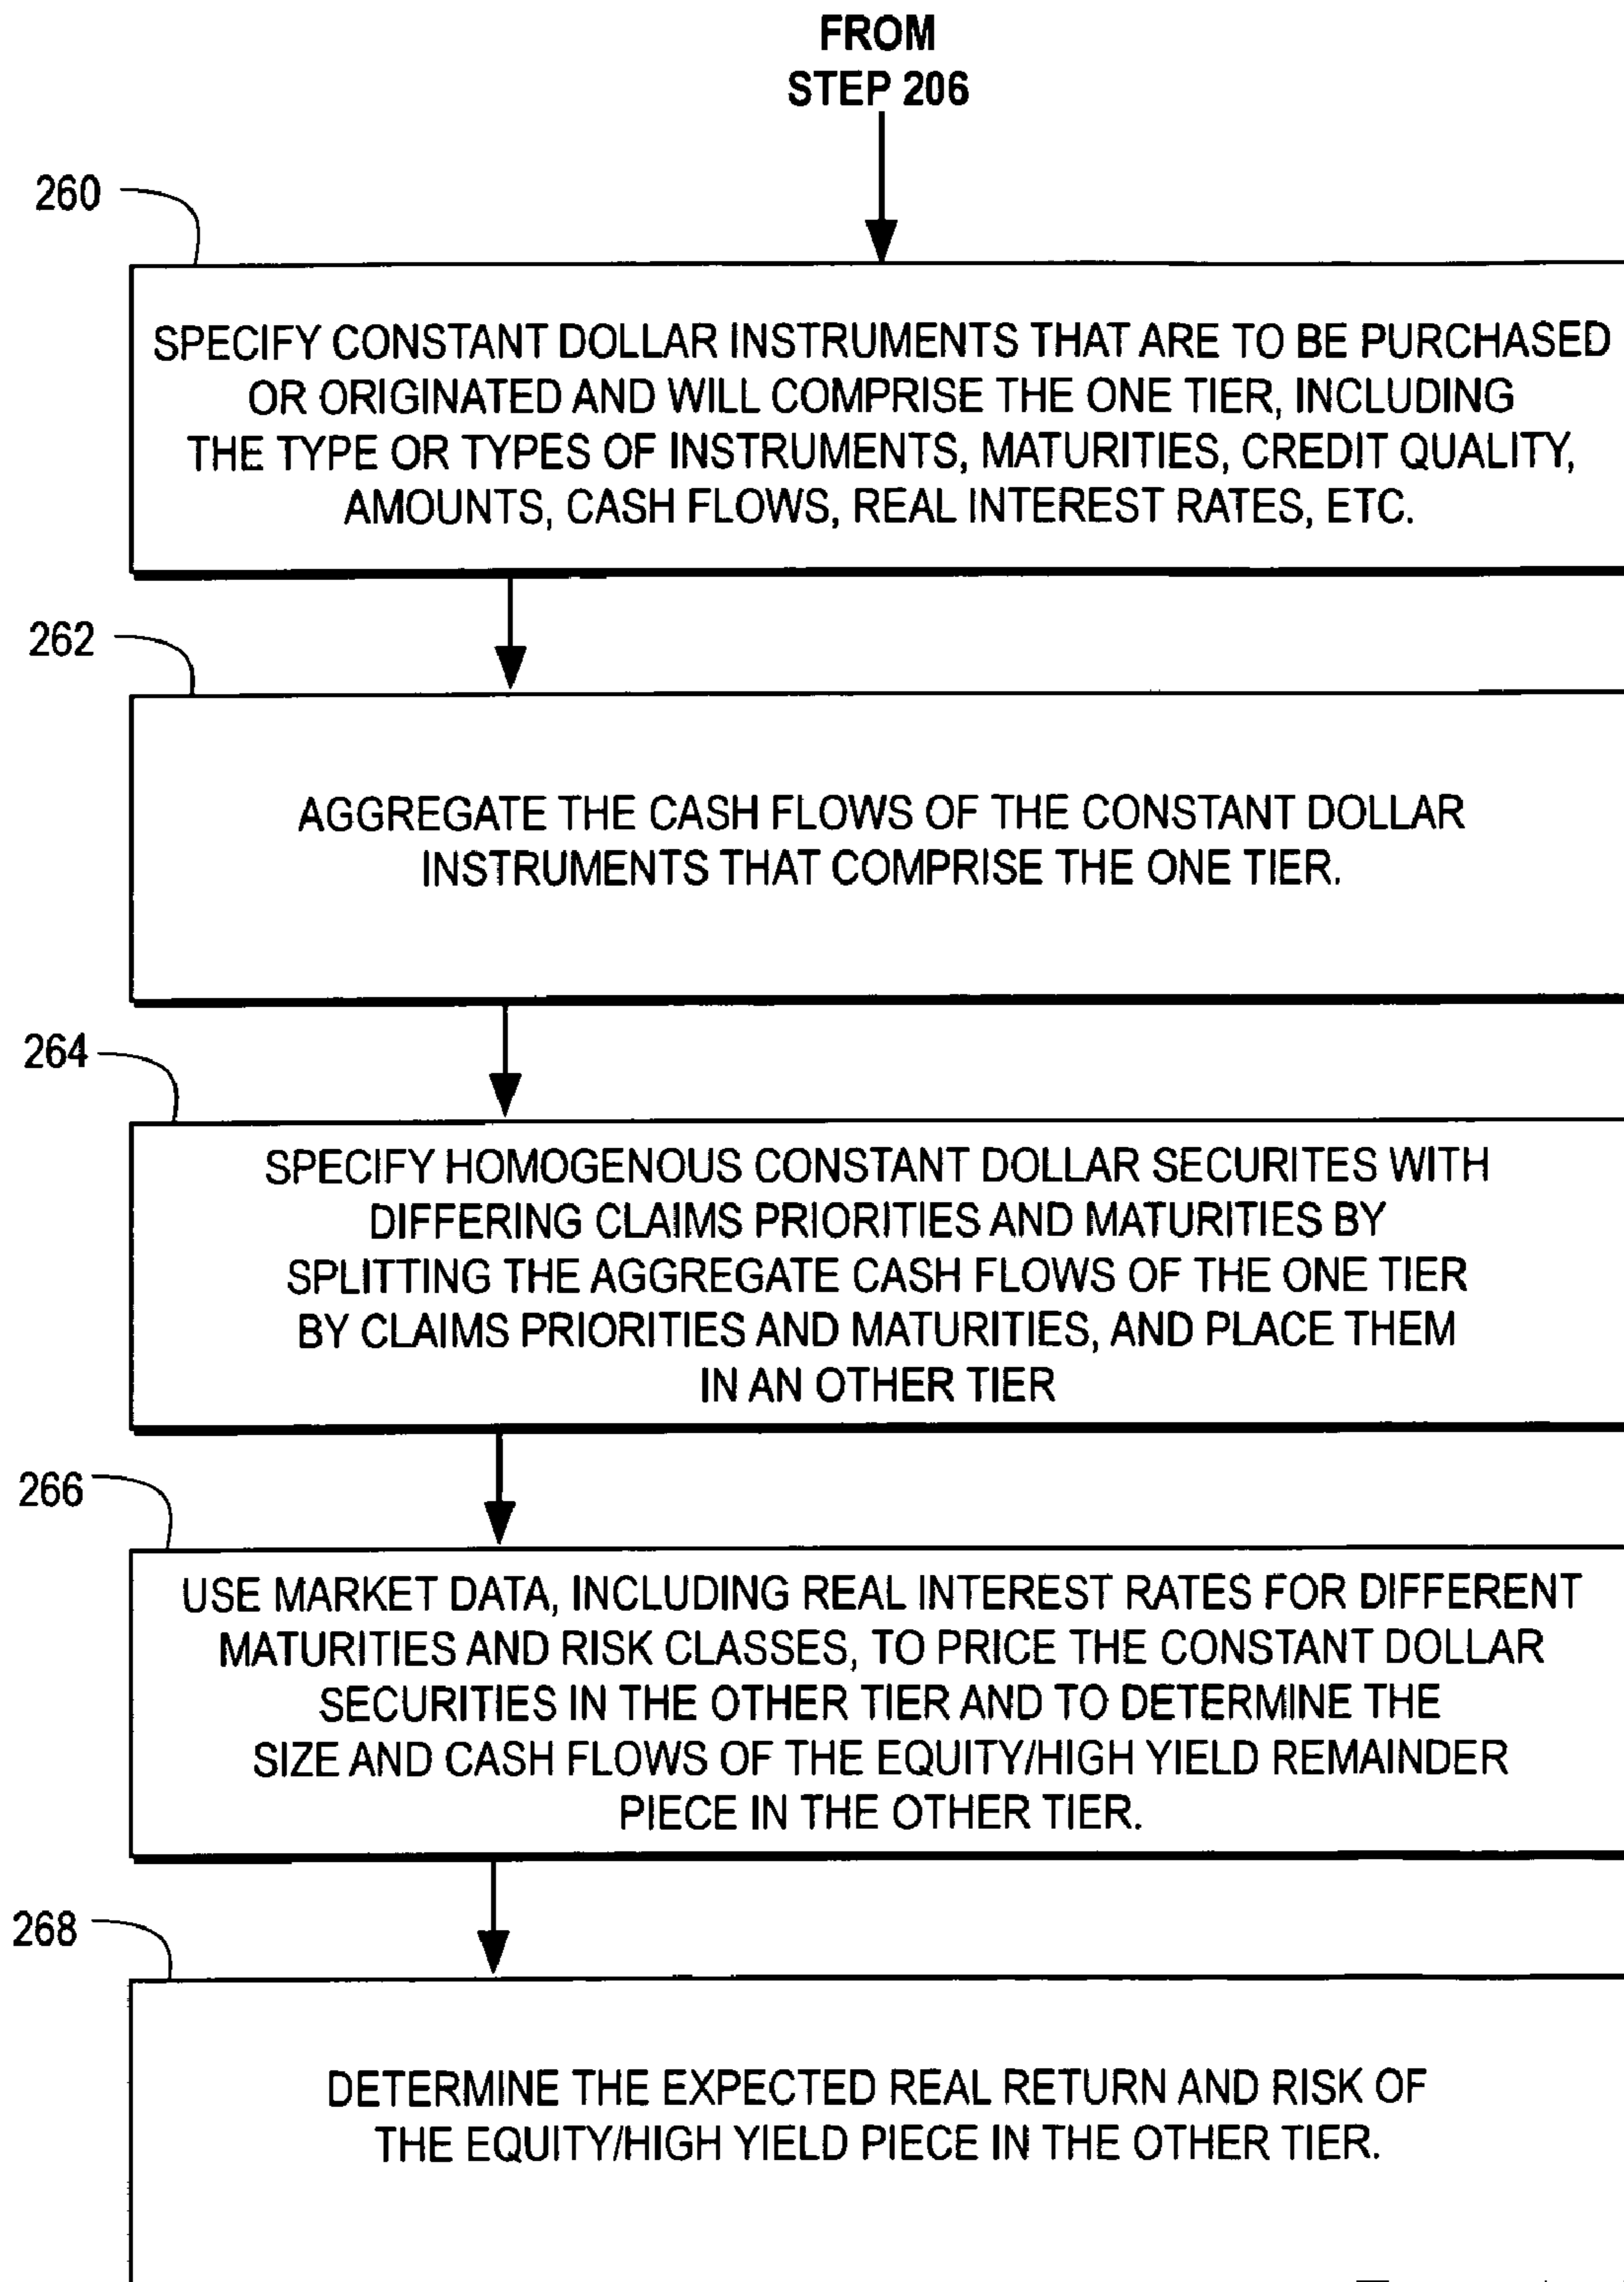 FROM
STEP 206
260
SPECIFY CONSTANT DOLLAR INSTRUMENTS THAT ARE TO BE PURCHASED
OR ORIGINATED AND WILL COMPRISE THE ONE TIER, INCLUDING
THE TYPE OR TYPES OF INSTRUMENTS, MATURITIES, CREDIT QUALITY,
AMOUNTS, CASH FLOWS, REAL INTEREST RATES, ETC.
262
AGGREGATE THE CASH FLOWS OF THE CONSTANT DOLLAR
INSTRUMENTS THAT COMPRISE THE ONE TIER.
264
SPECIFY HOMOGENOUS CONSTANT DOLLAR SECURITES WITH
DIFFERING CLAIMS PRIORITIES AND MATURITIES BY
SPLITTING THE AGGREGATE CASH FLOWS OF THE ONE TIER
BY CLAIMS PRIORITIES AND MATURITIES, AND PLACE THEM
IN AN OTHER TIER
266
USE MARKET DATA, INCLUDING REAL INTEREST RATES FOR DIFFERENT
MATURITIES AND RISK CLASSES, TO PRICE THE CONSTANT DOLLAR
SECURITIES IN THE OTHER TIER AND TO DETERMINE THE
SIZE AND CASH FLOWS OF THE EQUITY/HIGH YIELD REMAINDER
PIECE IN THE OTHER TIER.
268
DETERMINE THE EXPECTED REAL RETURN AND RISK OF
THE EQUITY/HIGH YIELD PIECE IN THE OTHER TIER.